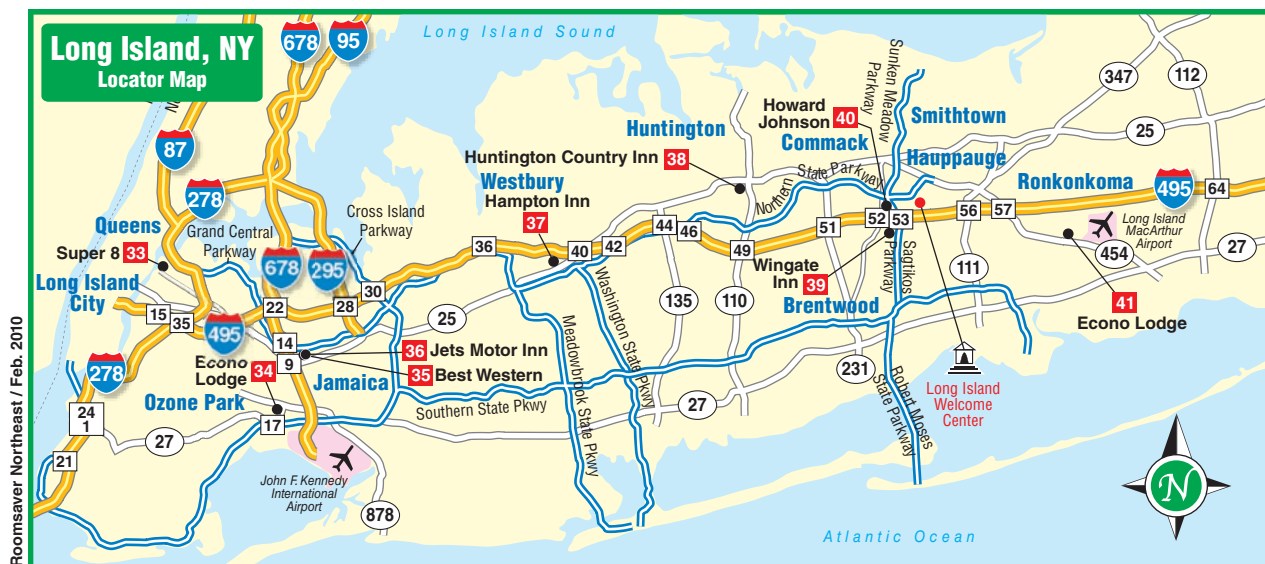 Long Island, NY
Locator Map
678
95
Long Island Sound
87
278
Queens
Super 8 33
Grand Central
Parkway
Cross Island
Parkway
Long Island
City
15
35
495
278
22
678
295
28
30
14
9
Econo
Lodge 34
Ozone Park
Jamaica
36 Jets Motor Inn
35 Best Western
24
1
21
27
17
John F. Kennedy
International
Airport
878
25
36
Westbury
Hampton Inn
37
40
42
44
46
49
51
52
53
56
57
64
Huntington
Huntington Country Inn 38
Howard
Johnson 40
Commack
Sunken Meadow
Parkway
Smithtown
Hauppauge
Northern
State Parkway
347
112
25
Ronkonkoma
495
Long Island
MacArthur
Airport
454
27
41
Econo Lodge
111
Wingate
Inn 39
Brentwood
Sagtikos
Parkway
135
110
231
Washington State Pkwy
Meadowbrook State Pkwy
Southern State Pkwy
27
Robert Moses
State Parkway
Long Island
Welcome
Center
Atlantic Ocean
N
Roomsaver Northeast / Feb. 2010